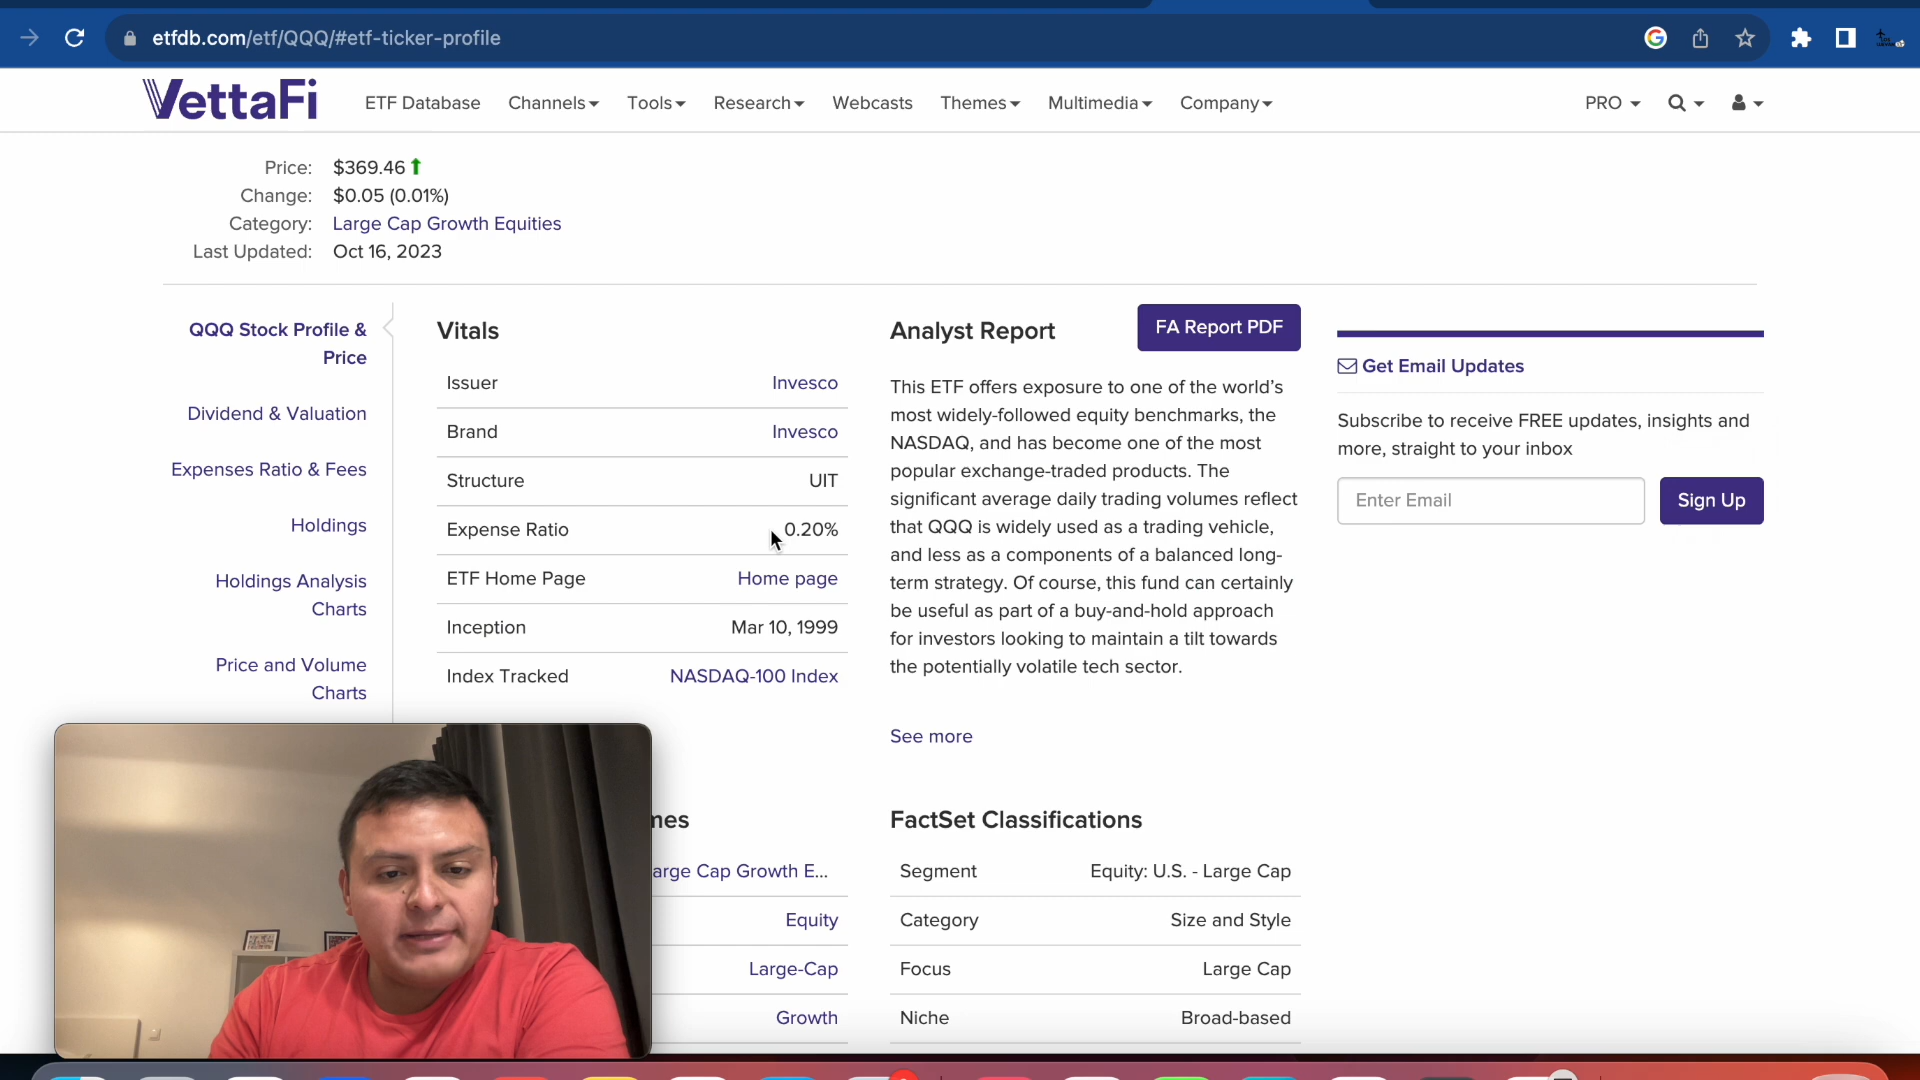 etfdb.com/etf/QQQ/#etf-ticker-profile
VettaFi
ETF Database Channels Tools Research Webcasts Themes Multimedia Company PRO
Price: $369.46
Change: $0.05 (0.01%)
Category: Large Cap Growth Equities
Last Updated: Oct 16, 2023
QQQ Stock Profile &
Price
Dividend & Valuation
Expenses Ratio & Fees
Holdings
Holdings Analysis
Charts
Price and Volume
Charts
Vitals
Issuer Invesco
Brand Invesco
Structure UIT
Expense Ratio 0.20%
ETF Home Page Home page
Inception Mar 10, 1999
Index Tracked NASDAQ-100 Index
Analyst Report
FA Report PDF
This ETF offers exposure to one of the world's
most widely-followed equity benchmarks, the
NASDAQ, and has become one of the most
popular exchange-traded products. The
significant average daily trading volumes reflect
that QQQ is widely used as a trading vehicle,
and less as a components of a balanced long-
term strategy. Of course, this fund can certainly
be useful as part of a buy-and-hold approach
for investors looking to maintain a tilt towards
the potentially volatile tech sector.
See more
Get Email Updates
Subscribe to receive FREE updates, insights and
more, straight to your inbox
Enter Email
Sign Up
mes
arge Cap Growth E...
Equity
Large-Cap
Growth
FactSet Classifications
Segment Equity: U.S. - Large Cap
Category Size and Style
Focus Large Cap
Niche Broad-based